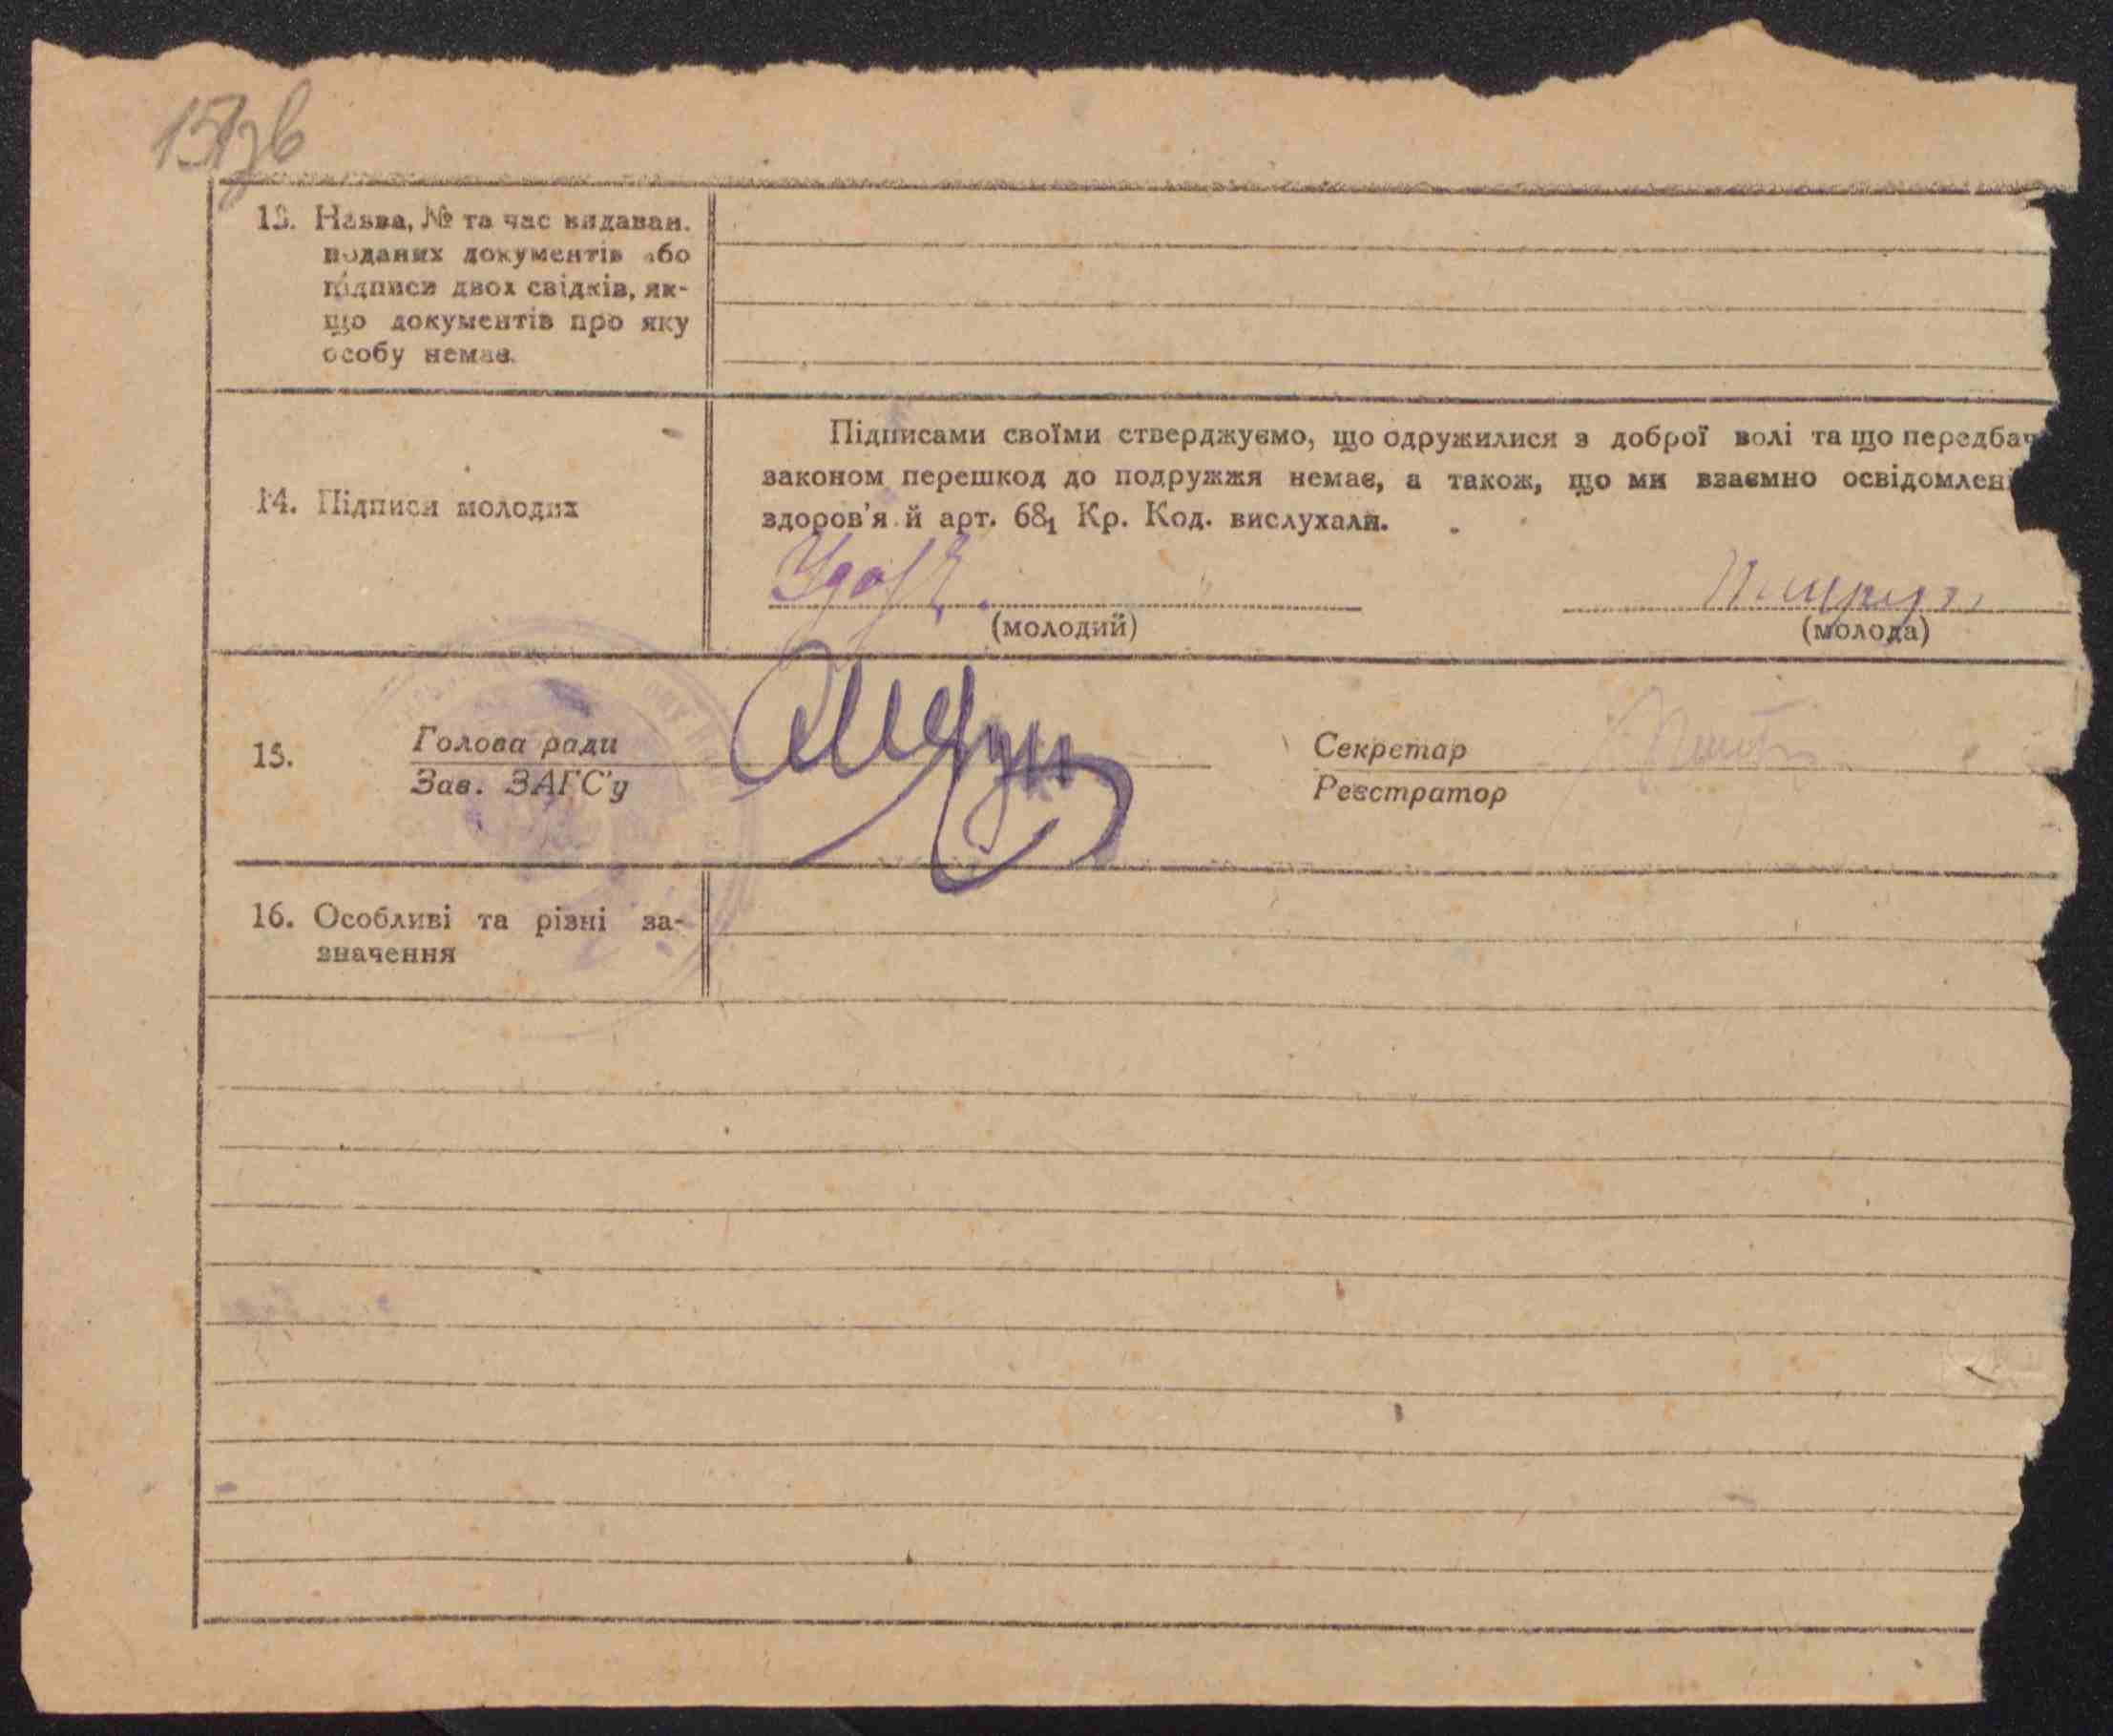 13. Назва, № та час видаван.
поданих документів або
підписи двох свідків, як-
що документів про яку
особу немає.
Підписами своїми стверджуємо, що одружилися з доброї волі та що передбач
законом перешкод до подружжя немає, а також, що ми взаємно освідомлен
здоров'я й арт. 68₁ Кр. Код. вислухали.
14. Підписи молодих
(молодий) (молода)
15. Голова ради Секретар
Зав. ЗАГС'у Реєстратор
16. Особливі та різні за-
значення